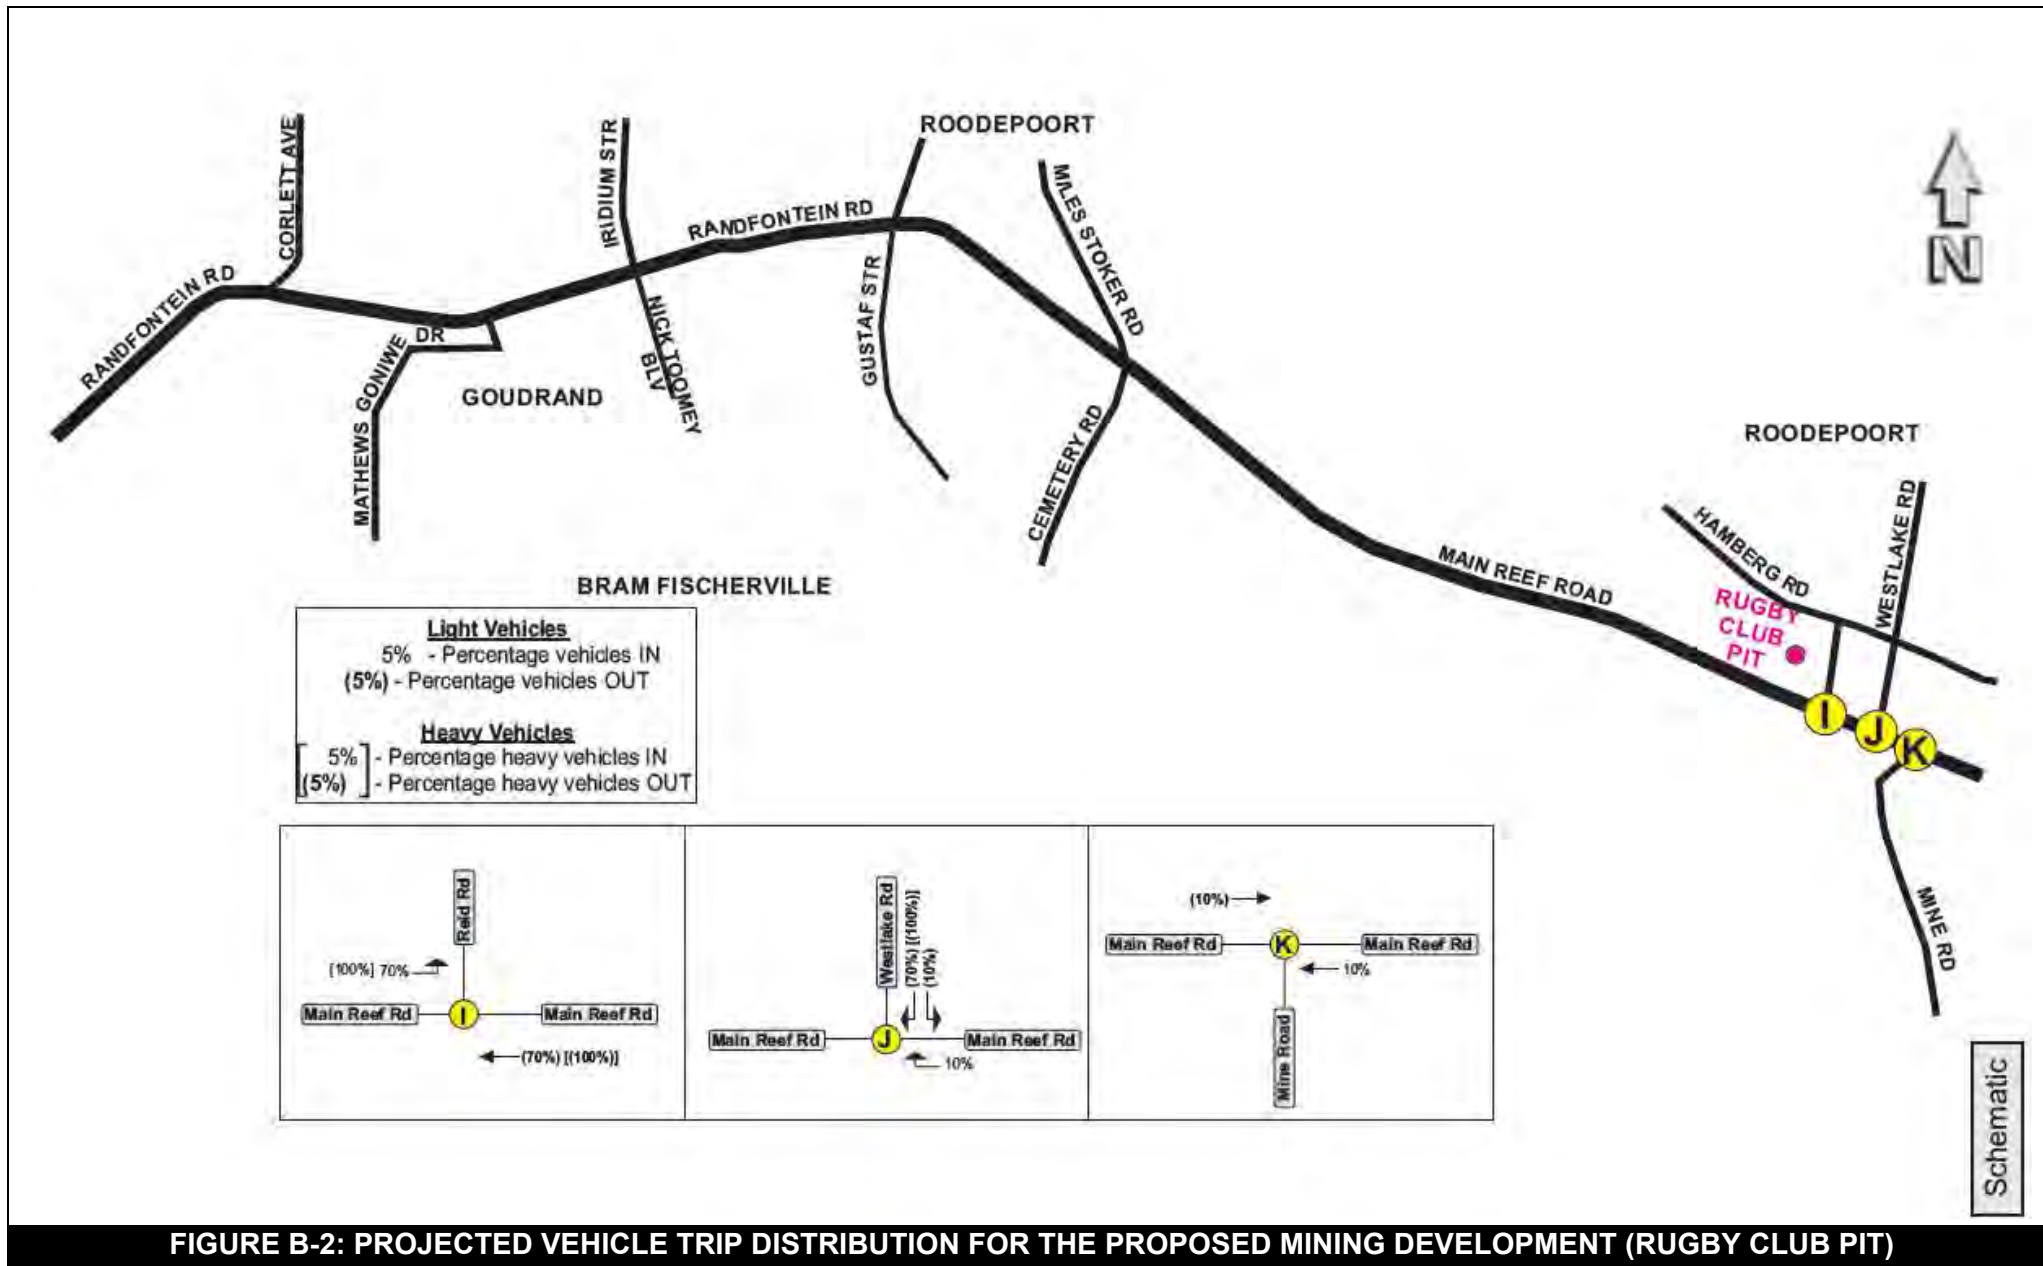 CORLETT AVE
IRIDIUM STR
ROODEPOORT
MILES STOKER RD
RANDFONTEIN RD
RANDFONTEIN RD
N
MATHEWS GONIWE DR
NICK TOOMEY
BLV
GUSTAF STR
GOUDRAND
CEMETERY RD
ROODEPOORT
HAMBERG RD
WESTLAKE RD
MAIN REEF ROAD
BRAM FISCHERVILLE
RUGBY
CLUB
PIT
I
J
K
MINE RD
Light Vehicles
5% - Percentage vehicles IN
(5%) - Percentage vehicles OUT
Heavy Vehicles
[ 5% ] - Percentage heavy vehicles IN
[(5%) ] - Percentage heavy vehicles OUT
Reid Rd
[100%] 70%
Main Reef Rd
I
Main Reef Rd
(70%) [(100%)]
Westlake Rd
(70%) [(100%)]
(10%)
Main Reef Rd
J
Main Reef Rd
10%
(10%)
Main Reef Rd
K
Main Reef Rd
10%
Mine Road
Schematic
FIGURE B-2: PROJECTED VEHICLE TRIP DISTRIBUTION FOR THE PROPOSED MINING DEVELOPMENT (RUGBY CLUB PIT)